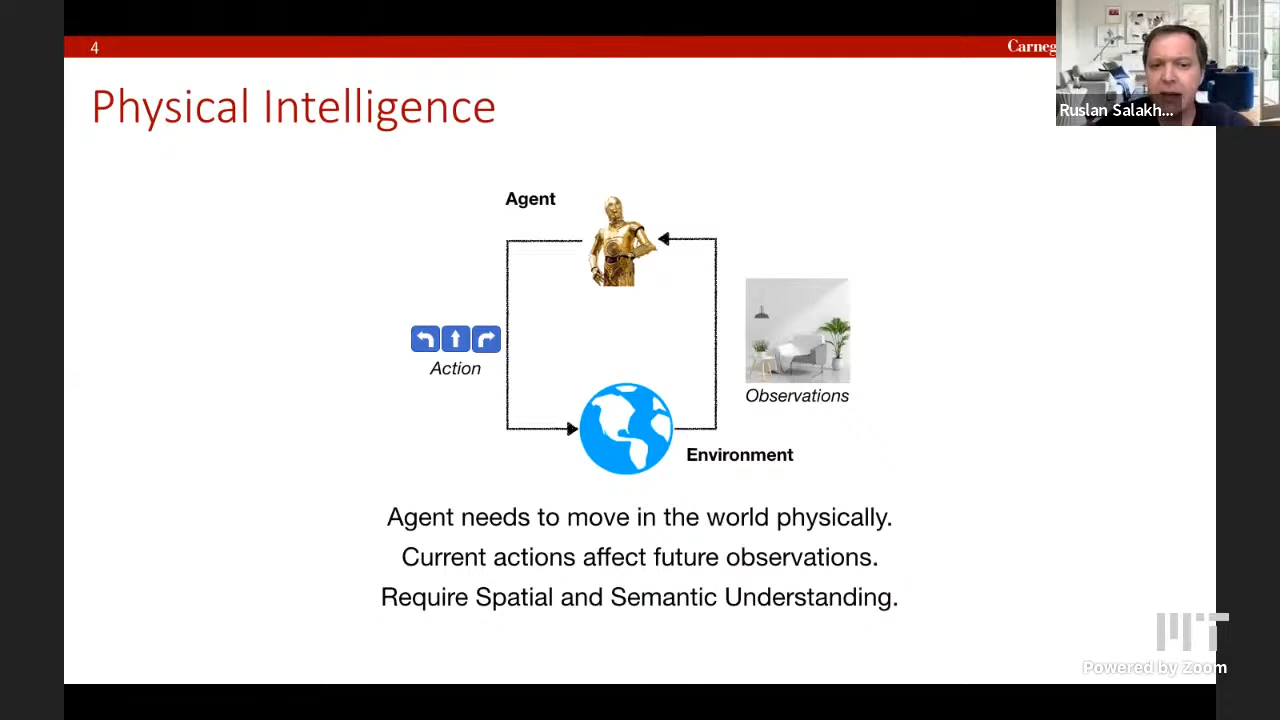 4
Carneg
Ruslan Salakh...
Physical Intelligence
Agent
Action
Observations
Environment
Agent needs to move in the world physically.
Current actions affect future observations.
Require Spatial and Semantic Understanding.
MIT
Powered by Zoom